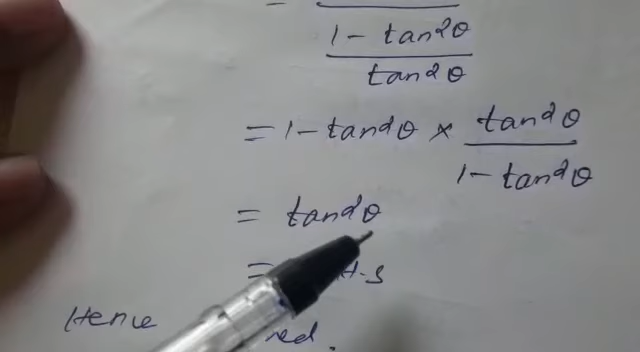 =
1 - tan2θ
tan2θ
= 1 - tan2θ × tan2θ
1 - tan2θ
= tan2θ
=
Hence